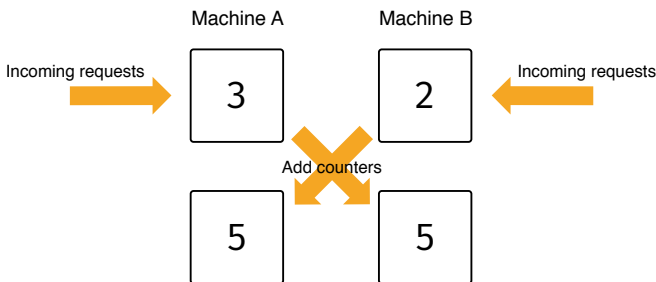 Machine A
Machine B
Incoming requests
3
2
Incoming requests
Add counters
5
5